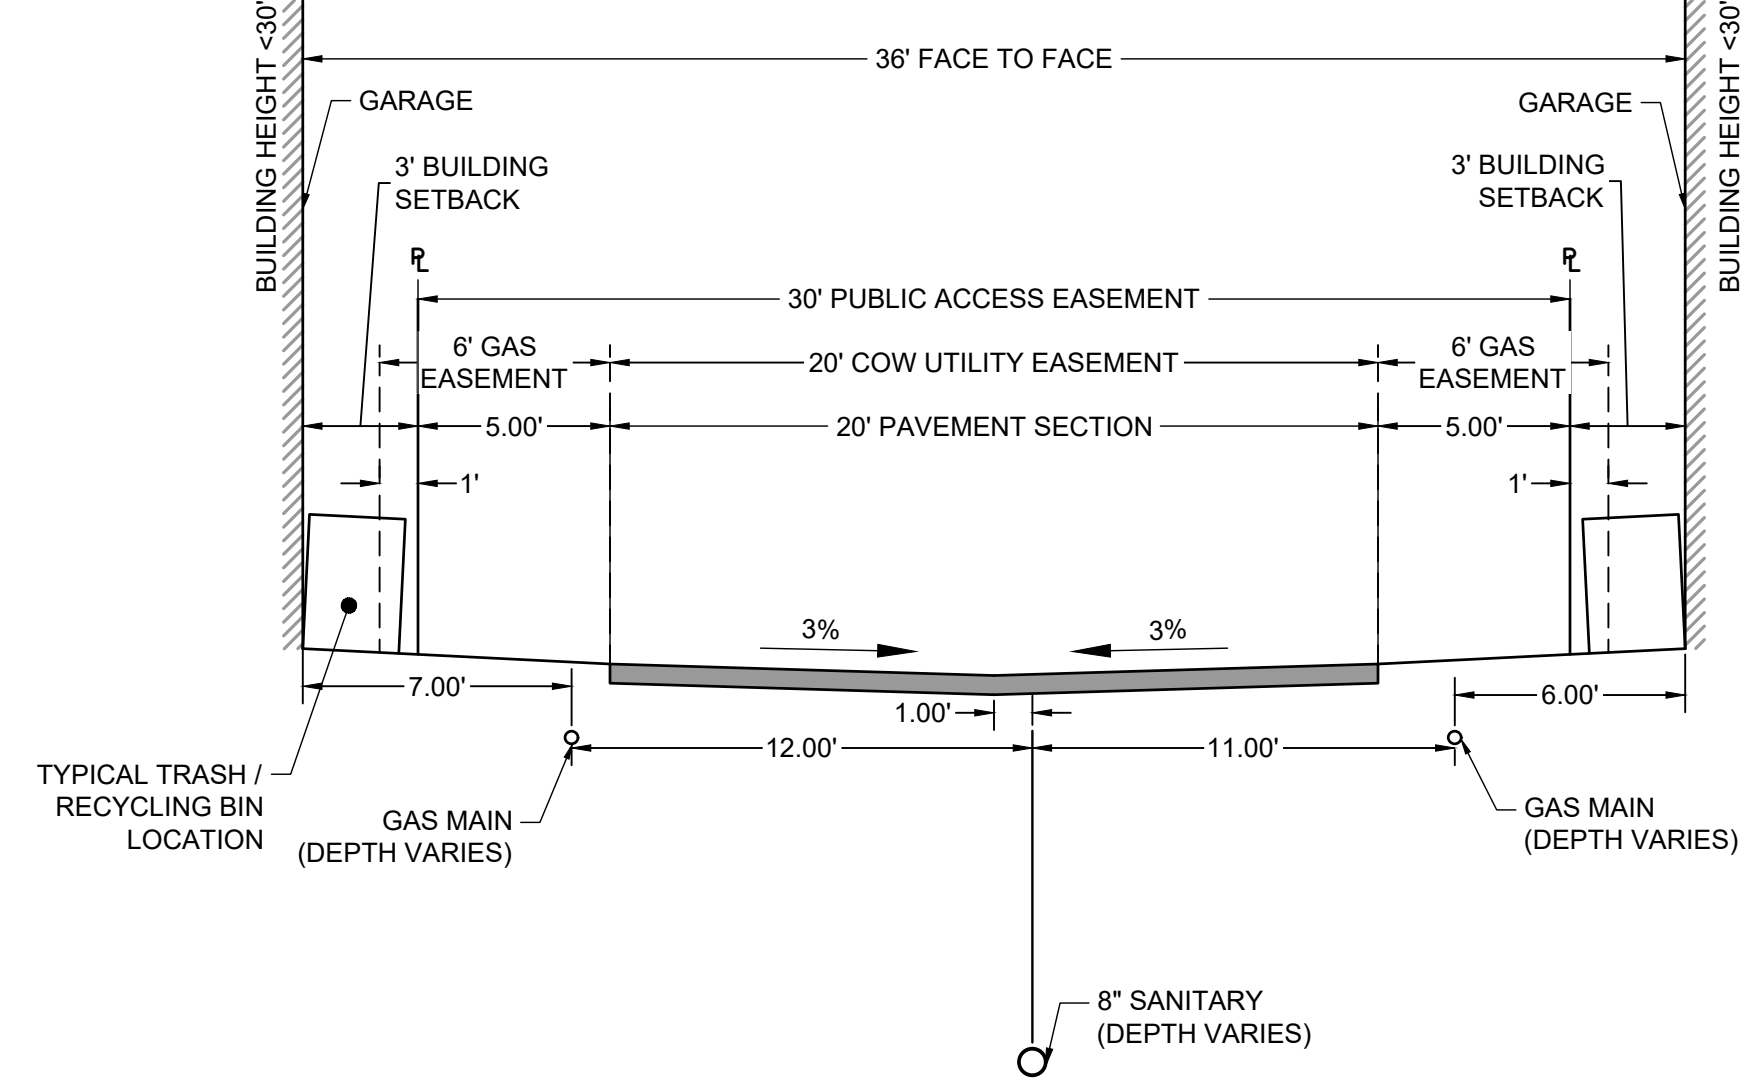 BUILDING HEIGHT <30'
BUILDING HEIGHT <30'
36' FACE TO FACE
GARAGE
GARAGE
3' BUILDING
SETBACK
3' BUILDING
SETBACK
PL
PL
30' PUBLIC ACCESS EASEMENT
6' GAS
EASEMENT
20' COW UTILITY EASEMENT
6' GAS
EASEMENT
5.00'
20' PAVEMENT SECTION
5.00'
1'
1'
3%
3%
7.00'
6.00'
1.00'
12.00'
11.00'
TYPICAL TRASH /
RECYCLING BIN
LOCATION
GAS MAIN
(DEPTH VARIES)
GAS MAIN
(DEPTH VARIES)
8" SANITARY
(DEPTH VARIES)